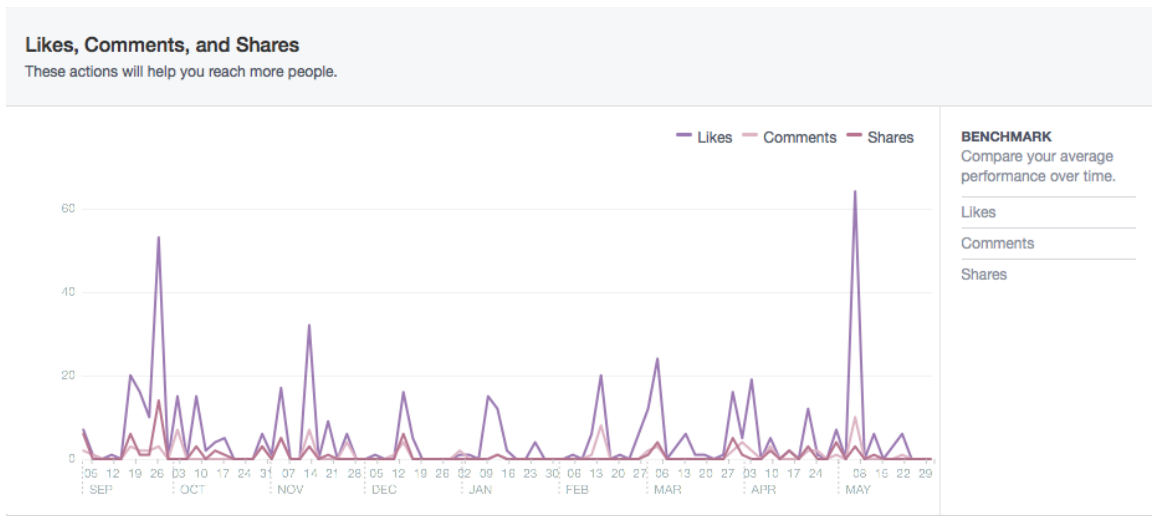 Likes, Comments, and Shares
These actions will help you reach more people.
Likes Comments Shares
BENCHMARK
Compare your average
performance over time.
Likes
Comments
Shares
60
40
20
0
05 12 19 26 03 10 17 24 31 07 14 21 28 05 12 19 26 02 09 16 23 30 06 13 20 27 06 13 20 27 03 10 17 24 08 15 22 29
SEP OCT NOV DEC JAN FEB MAR APR MAY